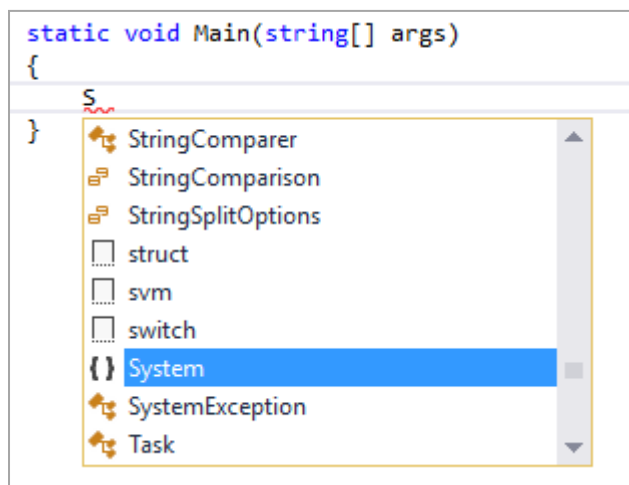 static void Main(string[] args)
{
S
}
StringComparer
StringComparison
StringSplitOptions
struct
svm
switch
{} System
SystemException
Task